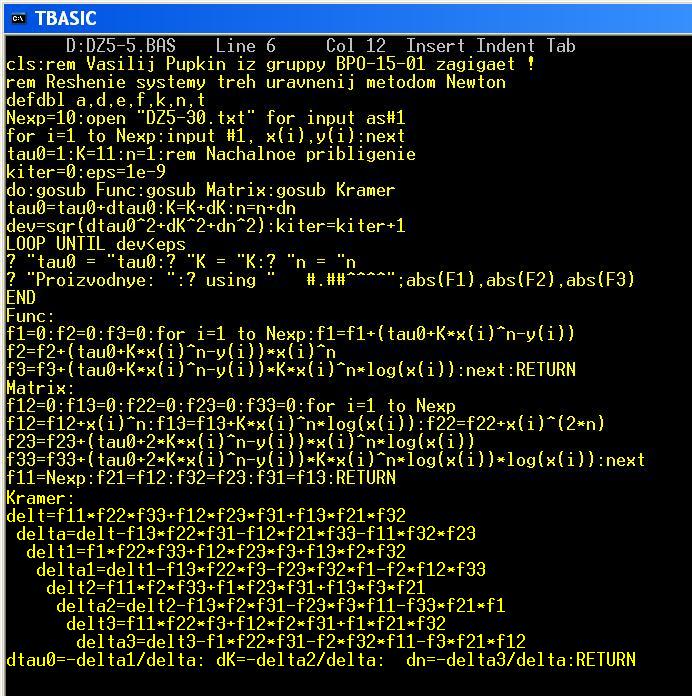 TBASIC
D:DZ5-5.BAS    Line 6     Col 12  Insert Indent Tab
cls:rem Vasilij Pupkin iz gruppy BPO-15-01 zagigaet !
rem Reshenie systemy treh uravnenij metodom Newton
defdbl a,d,e,f,k,n,t
Nexp=10:open "DZ5-30.txt" for input as#1
for i=1 to Nexp:input #1, x(i),y(i):next
tau0=1:K=11:n=1:rem Nachalnoe pribligenie
kiter=0:eps=1e-9
do:gosub Func:gosub Matrix:gosub Kramer
tau0=tau0+dtau0:K=K+dK:n=n+dn
dev=sqr(dtau0^2+dK^2+dn^2):kiter=kiter+1
LOOP UNTIL dev<eps
? "tau0 = "tau0:? "K = "K:? "n = "n
? "Proizvodnye: ":? using "   #.##^^^^";abs(F1),abs(F2),abs(F3)
END
Func:
f1=0:f2=0:f3=0:for i=1 to Nexp:f1=f1+(tau0+K*x(i)^n-y(i))
f2=f2+(tau0+K*x(i)^n-y(i))*x(i)^n
f3=f3+(tau0+K*x(i)^n-y(i))*K*x(i)^n*log(x(i)):next:RETURN
Matrix:
f12=0:f13=0:f22=0:f23=0:f33=0:for i=1 to Nexp
f12=f12+x(i)^n:f13=f13+K*x(i)^n*log(x(i)):f22=f22+x(i)^(2*n)
f23=f23+(tau0+2*K*x(i)^n-y(i))*x(i)^n*log(x(i))
f33=f33+(tau0+2*K*x(i)^n-y(i))*K*x(i)^n*log(x(i))*log(x(i)):next
f11=Nexp:f21=f12:f32=f23:f31=f13:RETURN
Kramer:
delt=f11*f22*f33+f12*f23*f31+f13*f21*f32
delta=delt-f13*f22*f31-f12*f21*f33-f11*f32*f23
delt1=f1*f22*f33+f12*f23*f3+f13*f2*f32
delta1=delt1-f13*f22*f3-f23*f32*f1-f2*f12*f33
delt2=f11*f2*f33+f1*f23*f31+f13*f3*f21
delta2=delt2-f13*f2*f31-f23*f3*f11-f33*f21*f1
delt3=f11*f22*f3+f12*f2*f31+f1*f21*f32
delta3=delt3-f1*f22*f31-f2*f32*f11-f3*f21*f12
dtau0=-delta1/delta: dK=-delta2/delta:  dn=-delta3/delta:RETURN